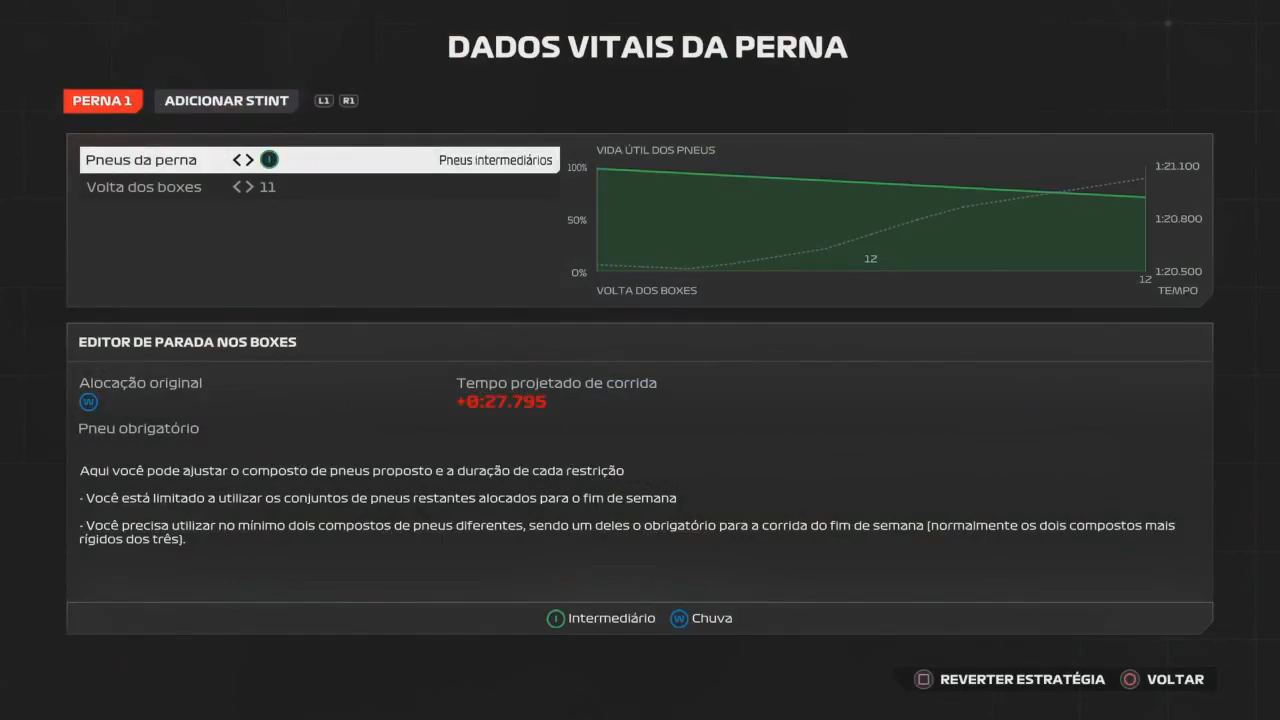 DADOS VITAIS DA PERNA
PERNA 1
ADICIONAR STINT
L1 R1
Pneus da perna
I
Pneus intermediários
Volta dos boxes
11
VIDA ÚTIL DOS PNEUS
100%
50%
0%
1:21.100
1:20.800
1:20.500
12
12
VOLTA DOS BOXES
TEMPO
EDITOR DE PARADA NOS BOXES
Alocação original
W
Tempo projetado de corrida
+0:27.795
Pneu obrigatório
Aqui você pode ajustar o composto de pneus proposto e a duração de cada restrição
- Você está limitado a utilizar os conjuntos de pneus restantes alocados para o fim de semana
- Você precisa utilizar no mínimo dois compostos de pneus diferentes, sendo um deles o obrigatório para a corrida do fim de semana (normalmente os dois compostos mais
rígidos dos três).
I Intermediário W Chuva
REVERTER ESTRATÉGIA VOLTAR